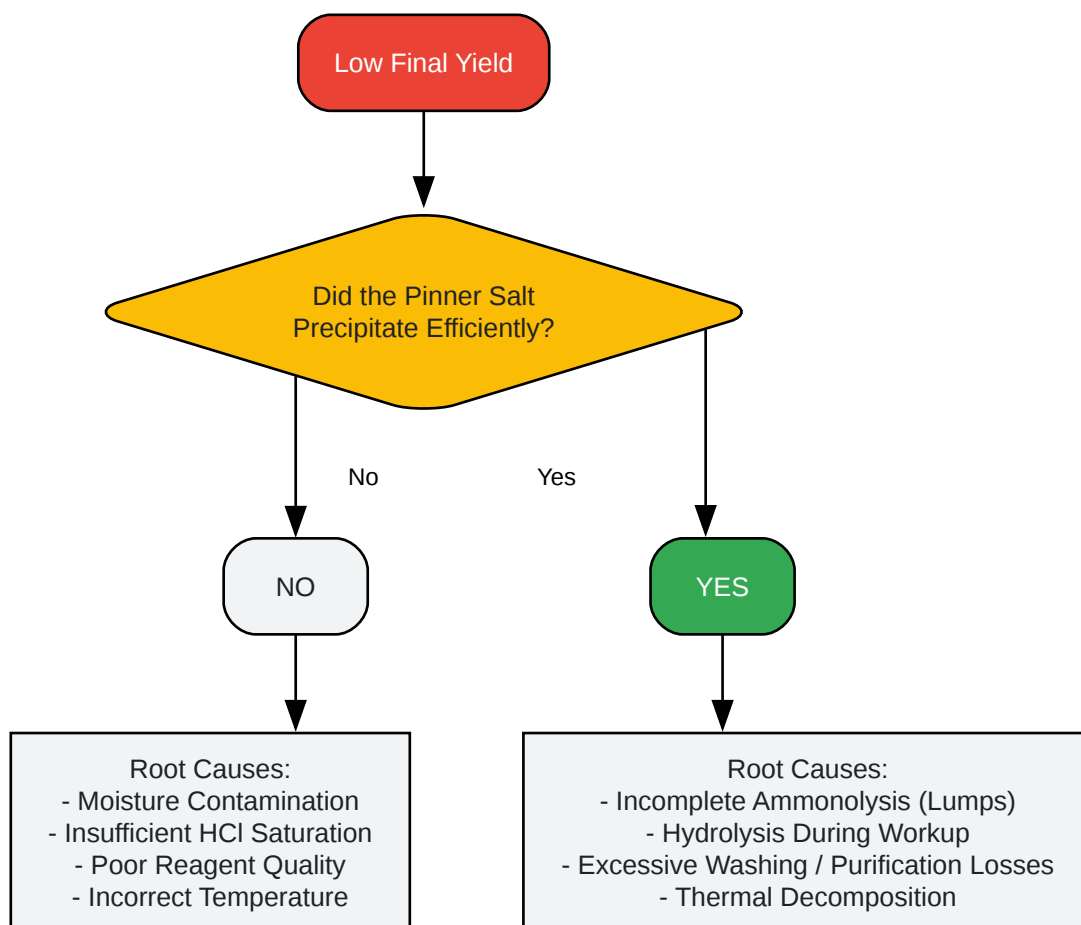 Low Final Yield
Did the Pinner Salt
Precipitate Efficiently?
No
Yes
NO
YES
Root Causes:
- Moisture Contamination
- Insufficient HCl Saturation
- Poor Reagent Quality
- Incorrect Temperature
Root Causes:
- Incomplete Ammonolysis (Lumps)
- Hydrolysis During Workup
- Excessive Washing / Purification Losses
- Thermal Decomposition